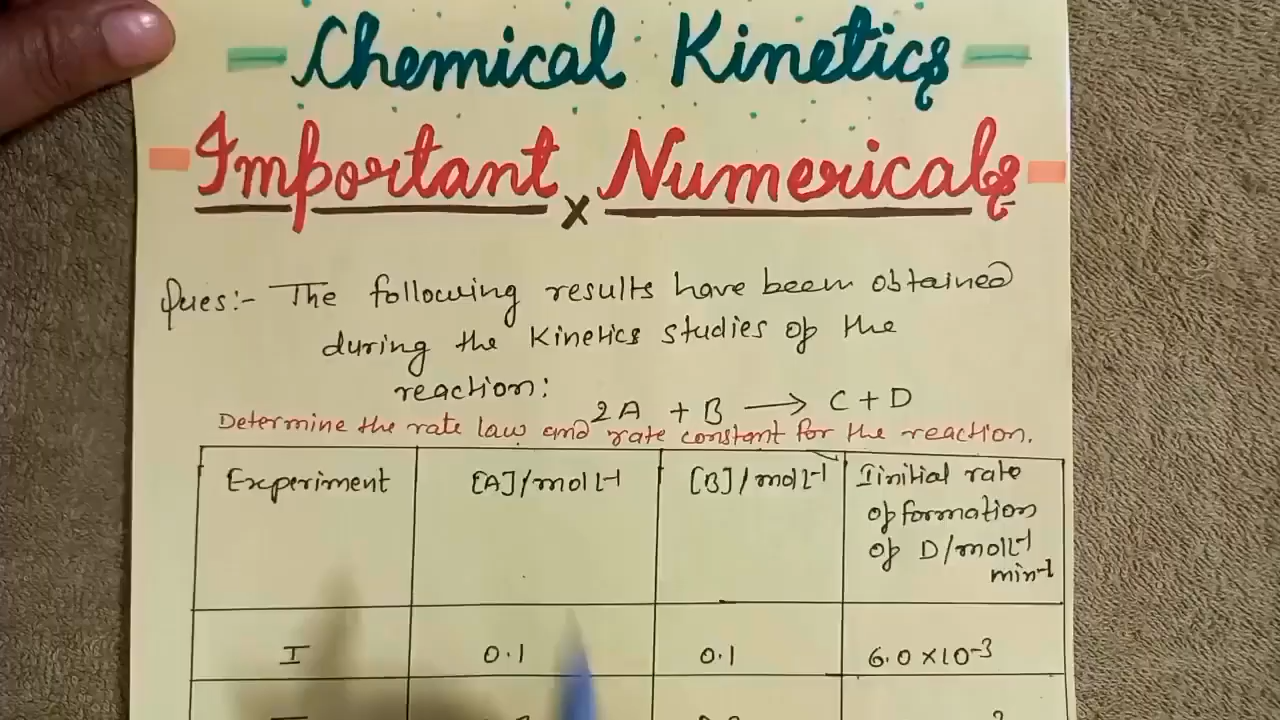 Chemical Kinetics
Important Numericals
x
Ques:- The following results have been obtained
during the Kinetics studies of the
reaction:
2A + B → C + D
Determine the rate law and rate constant for the reaction.
Experiment [A]/mol L-1 [B]/mol L-1 Iinitial rate
of formation
of D/mol L-1
min-1
I 0.1 0.1 6.0 × 10-3